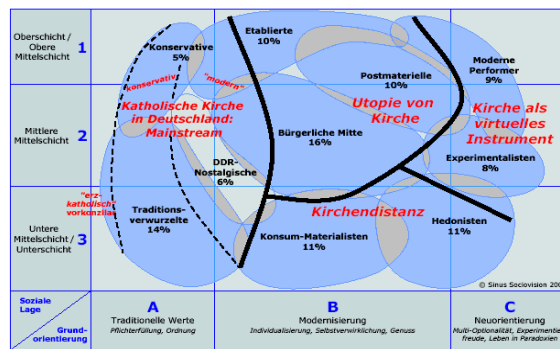 Oberschicht /
Obere
Mittelschicht
1
Konservative
5%
Etablierte
10%
Moderne
Performer
9%
Postmaterielle
10%
konservativ
"modern"
Katholische Kirche
in Deutschland:
Mainstream
Utopie von
Kirche
Kirche als
virtuelles
Instrument
Mittlere
Mittelschicht
2
Bürgerliche Mitte
16%
DDR-
Nostalgische
6%
Experimentalisten
8%
"erz-
katholisch"
vorkonziliar
Kirchendistanz
Traditions-
verwurzelte
14%
Untere
Mittelschicht /
Unterschicht
3
Konsum-Materialisten
11%
Hedonisten
11%
© Sinus Sociovision
Soziale
Lage
Grund-
orientierung
A
Traditionelle Werte
Pflichterfüllung, Ordnung
B
Modernisierung
Individualisierung, Selbstverwirklichung, Genuss
C
Neuorientierung
Multi-Optionalität, Experimentier
freude, Leben in Paradoxien